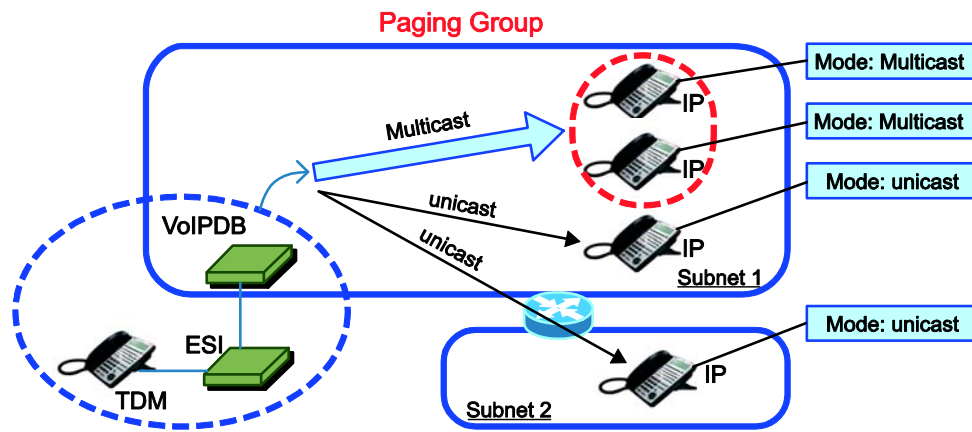 Paging Group
Mode: Multicast
IP
Multicast
Mode: Multicast
IP
Mode: unicast
unicast
IP
VoIPDB
unicast
Subnet 1
Mode: unicast
ESI
IP
TDM
Subnet 2